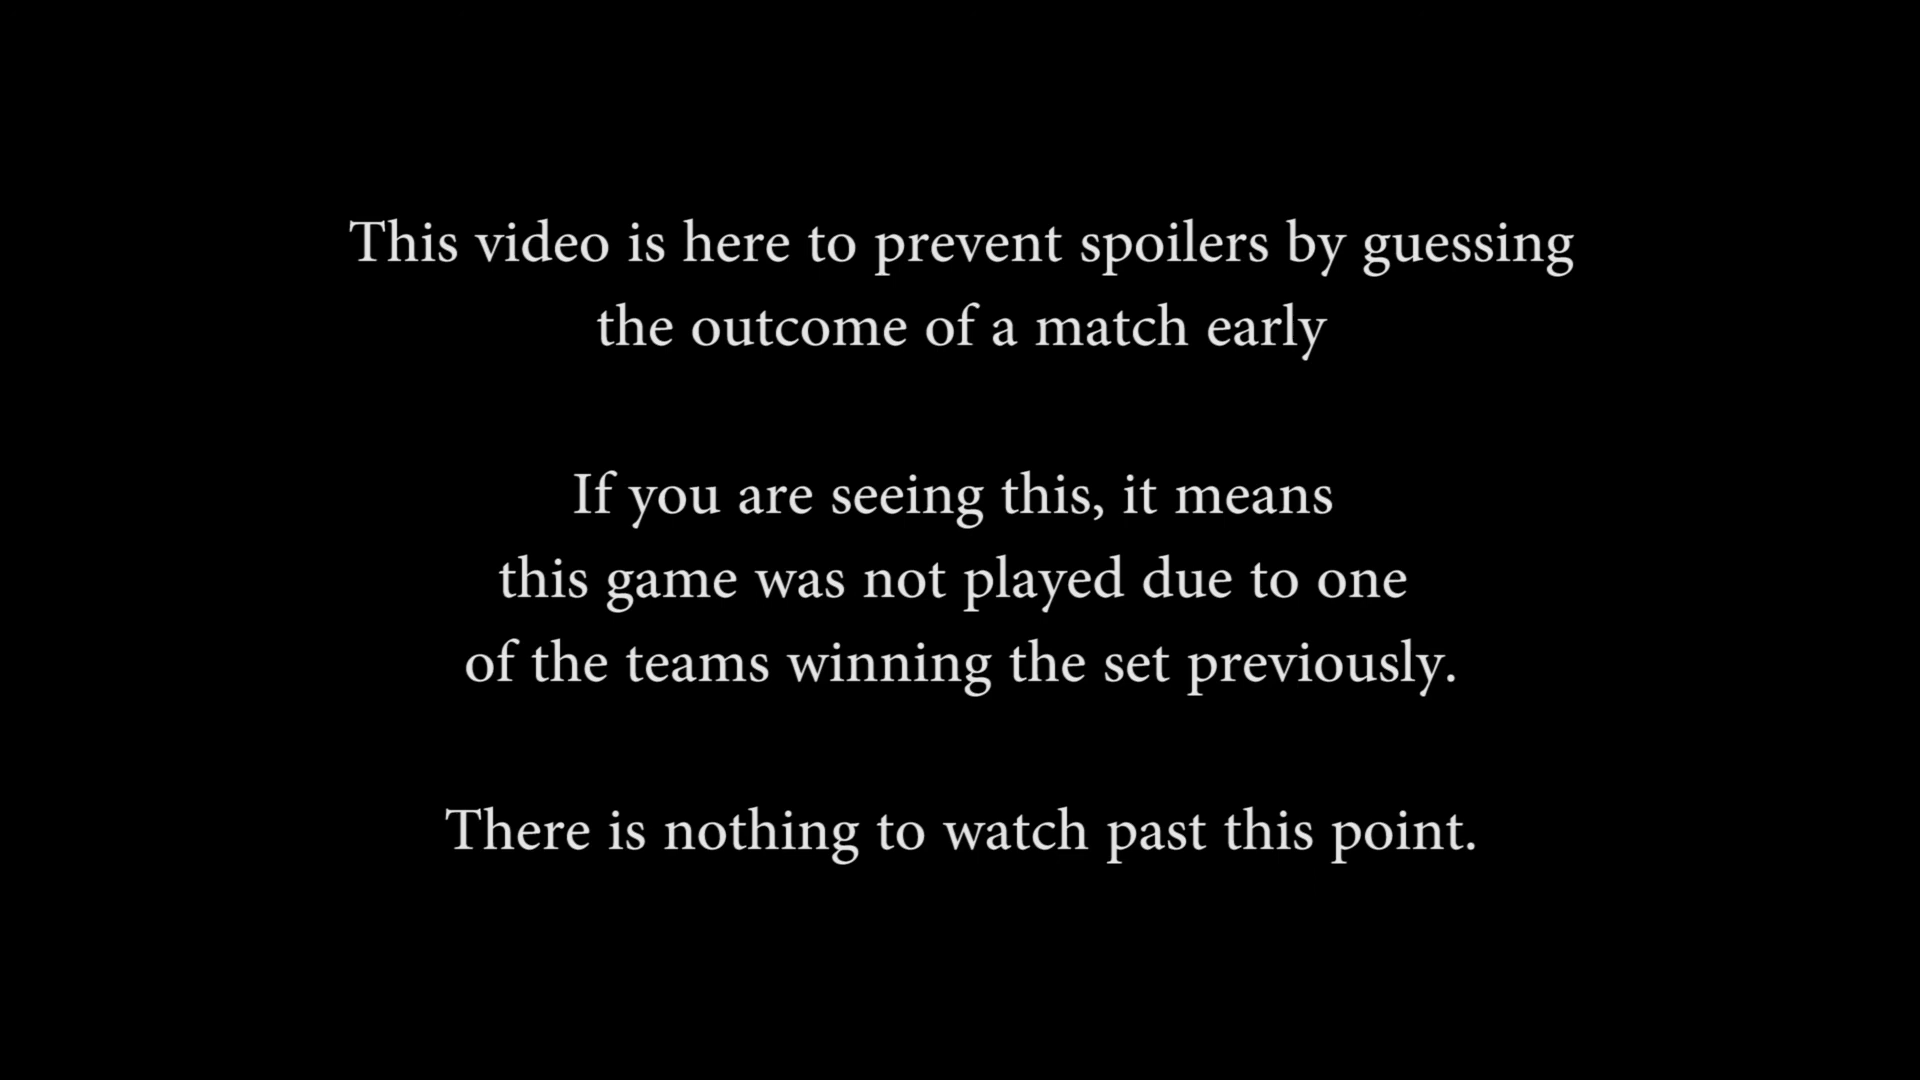 This video is here to prevent spoilers by guessing
the outcome of a match early
If you are seeing this, it means
this game was not played due to one
of the teams winning the set previously.
There is nothing to watch past this point.